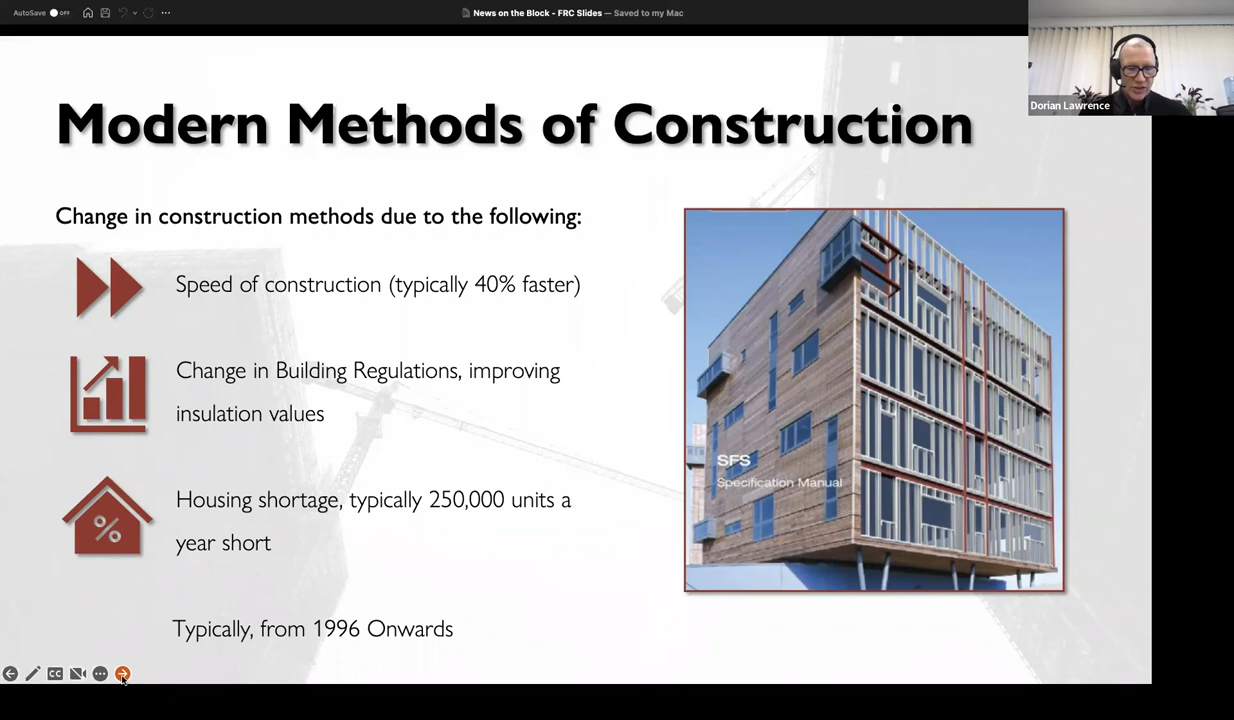 AutoSave OFF
News on the Block - FRC Slides — Saved to my Mac
Dorian Lawrence
Modern Methods of Construction
Change in construction methods due to the following:
Speed of construction (typically 40% faster)
Change in Building Regulations, improving
insulation values
%
Housing shortage, typically 250,000 units a
year short
Typically, from 1996 Onwards
SFS
Specification Manual
CC